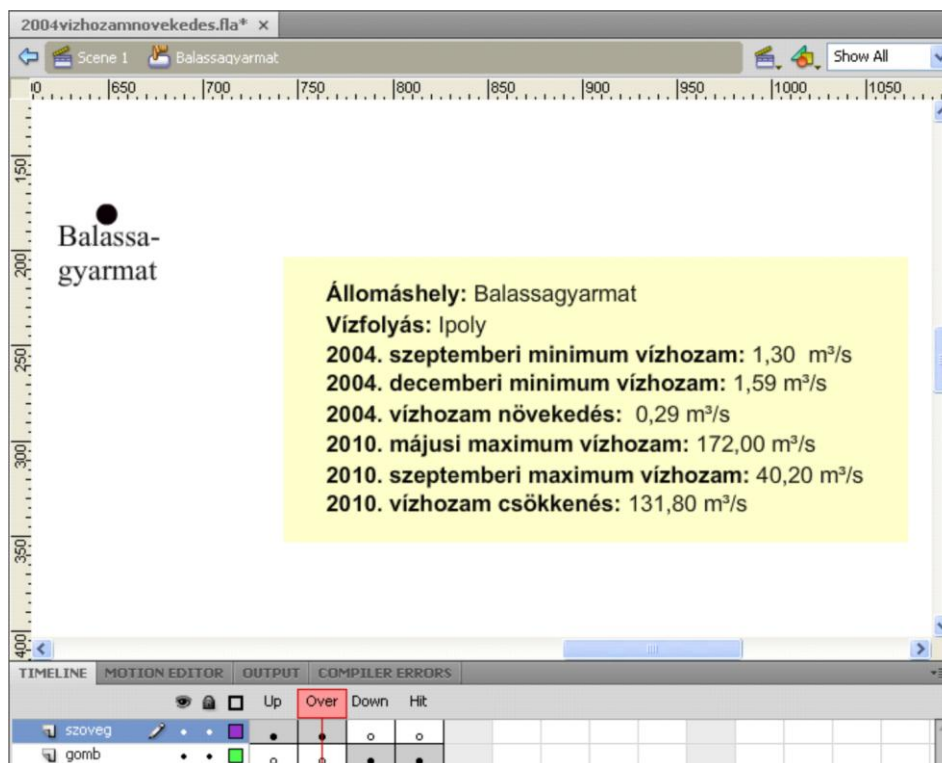 2004vizhozamnovekedes.fla* ×
Scene 1 Balassagyarmat Show All
650 700 750 800 850 900 950 1000 1050
150
Balassa-
gyarmat
200
Állomáshely: Balassagyarmat
Vízfolyás: Ipoly
2004. szeptemberi minimum vízhozam: 1,30 m³/s
250
2004. decemberi minimum vízhozam: 1,59 m³/s
2004. vízhozam növekedés: 0,29 m³/s
2010. májusi maximum vízhozam: 172,00 m³/s
300
2010. szeptemberi maximum vízhozam: 40,20 m³/s
2010. vízhozam csökkenés: 131,80 m³/s
350
400
TIMELINE MOTION EDITOR OUTPUT COMPILER ERRORS
Up Over Down Hit
szoveg
gomb